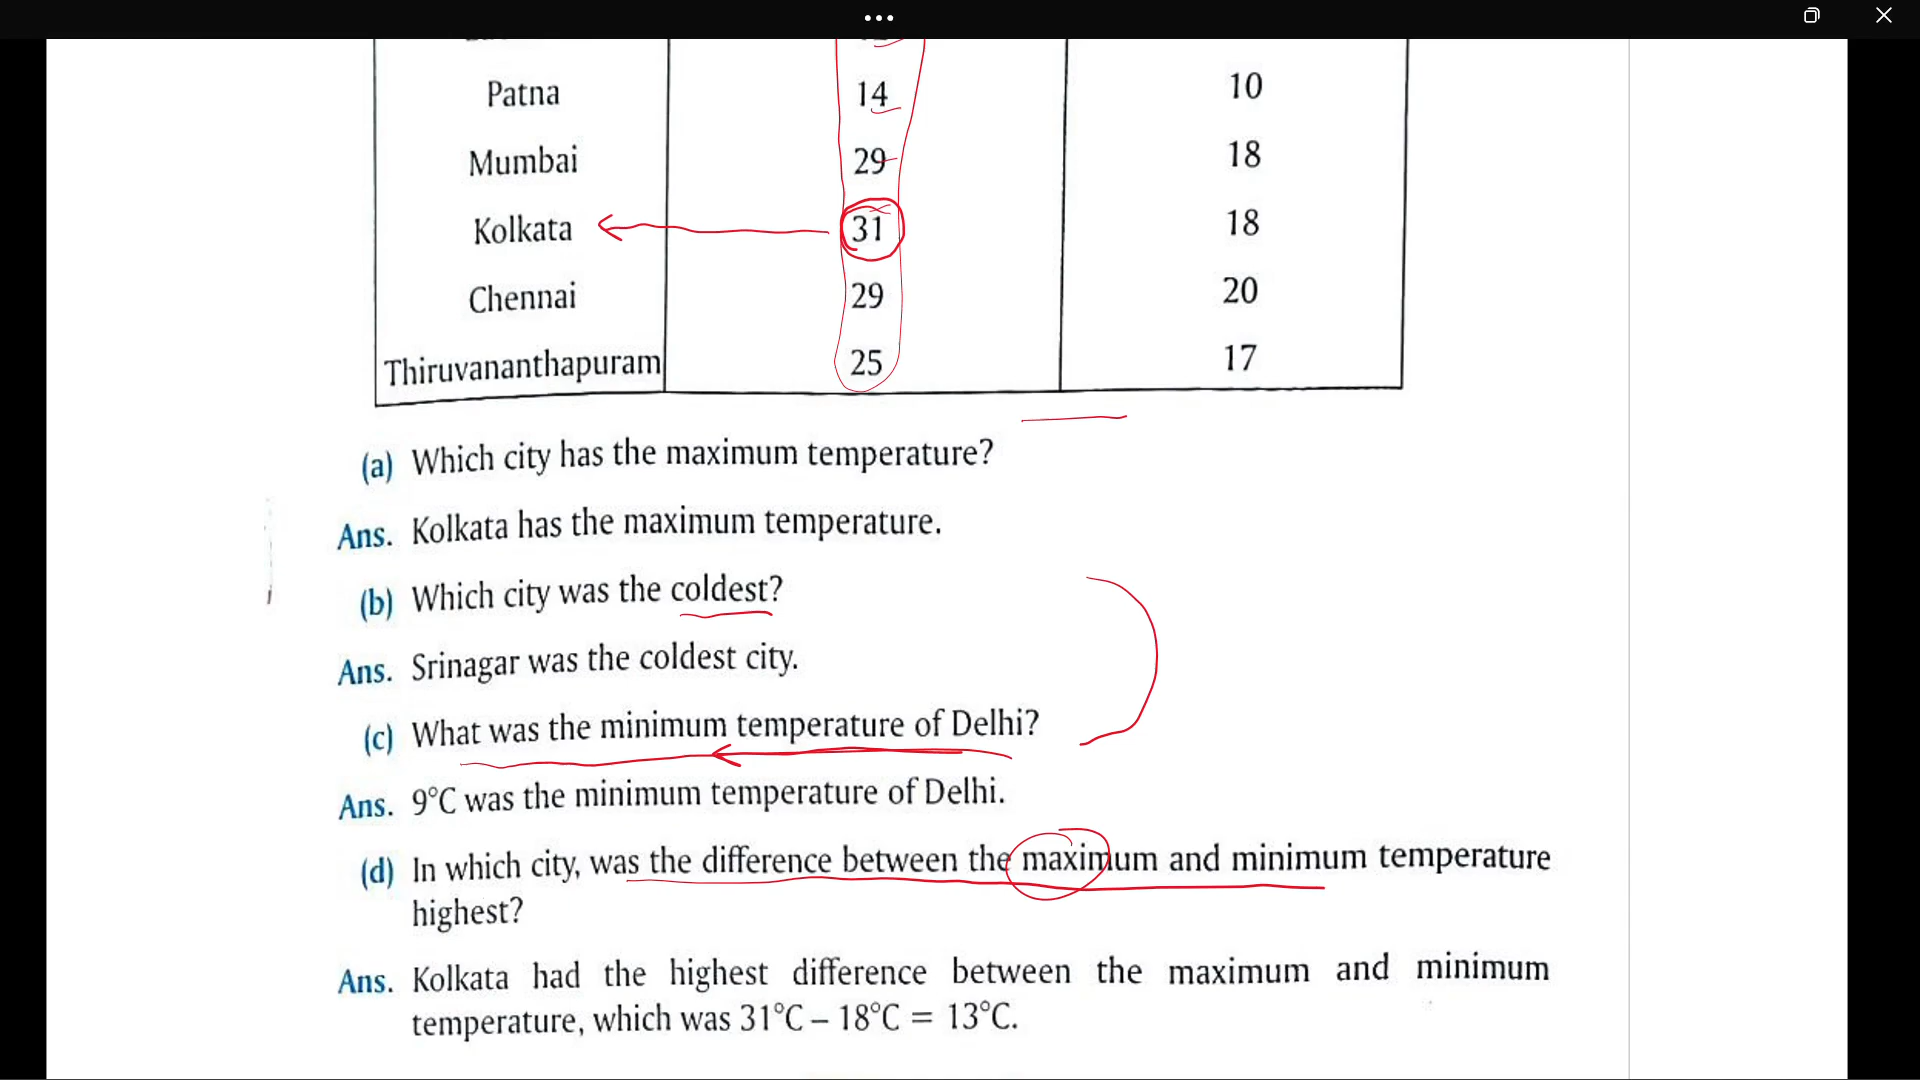 Patna 14 10
Mumbai 29 18
Kolkata 31 18
Chennai 29 20
Thiruvananthapuram 25 17
(a) Which city has the maximum temperature?
Ans. Kolkata has the maximum temperature.
(b) Which city was the coldest?
Ans. Srinagar was the coldest city.
(c) What was the minimum temperature of Delhi?
Ans. 9°C was the minimum temperature of Delhi.
(d) In which city, was the difference between the maximum and minimum temperature
highest?
Ans. Kolkata had the highest difference between the maximum and minimum
temperature, which was 31°C – 18°C = 13°C.